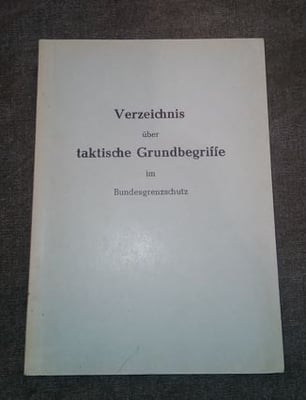 Verzeichnis
über
taktische Grundbegriffe
im
Bundesgrenzschutz